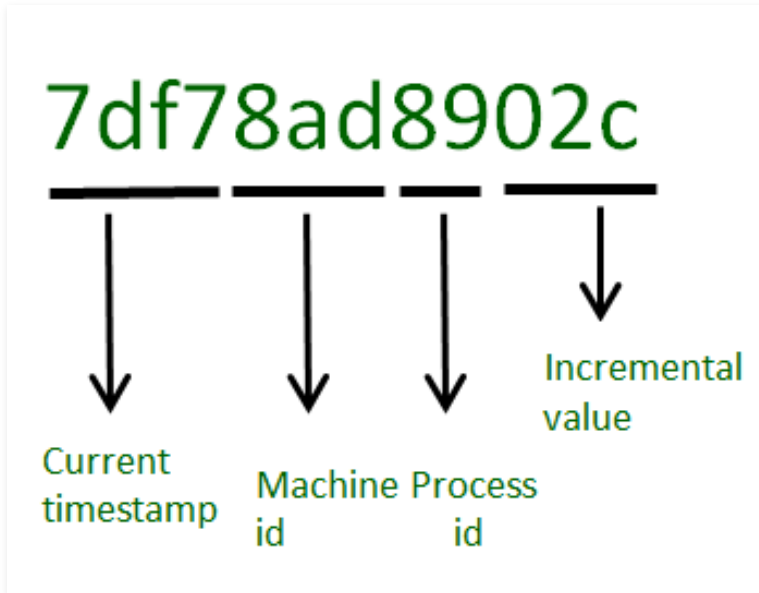 7df78ad8902c
Incremental
value
Current
timestamp
Machine
id
Process
id